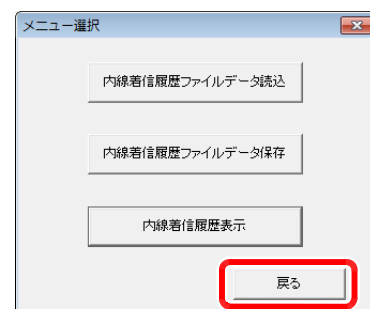 メニュー選択
内線着信履歴ファイルデータ読込
内線着信履歴ファイルデータ保存
内線着信履歴表示
戻る